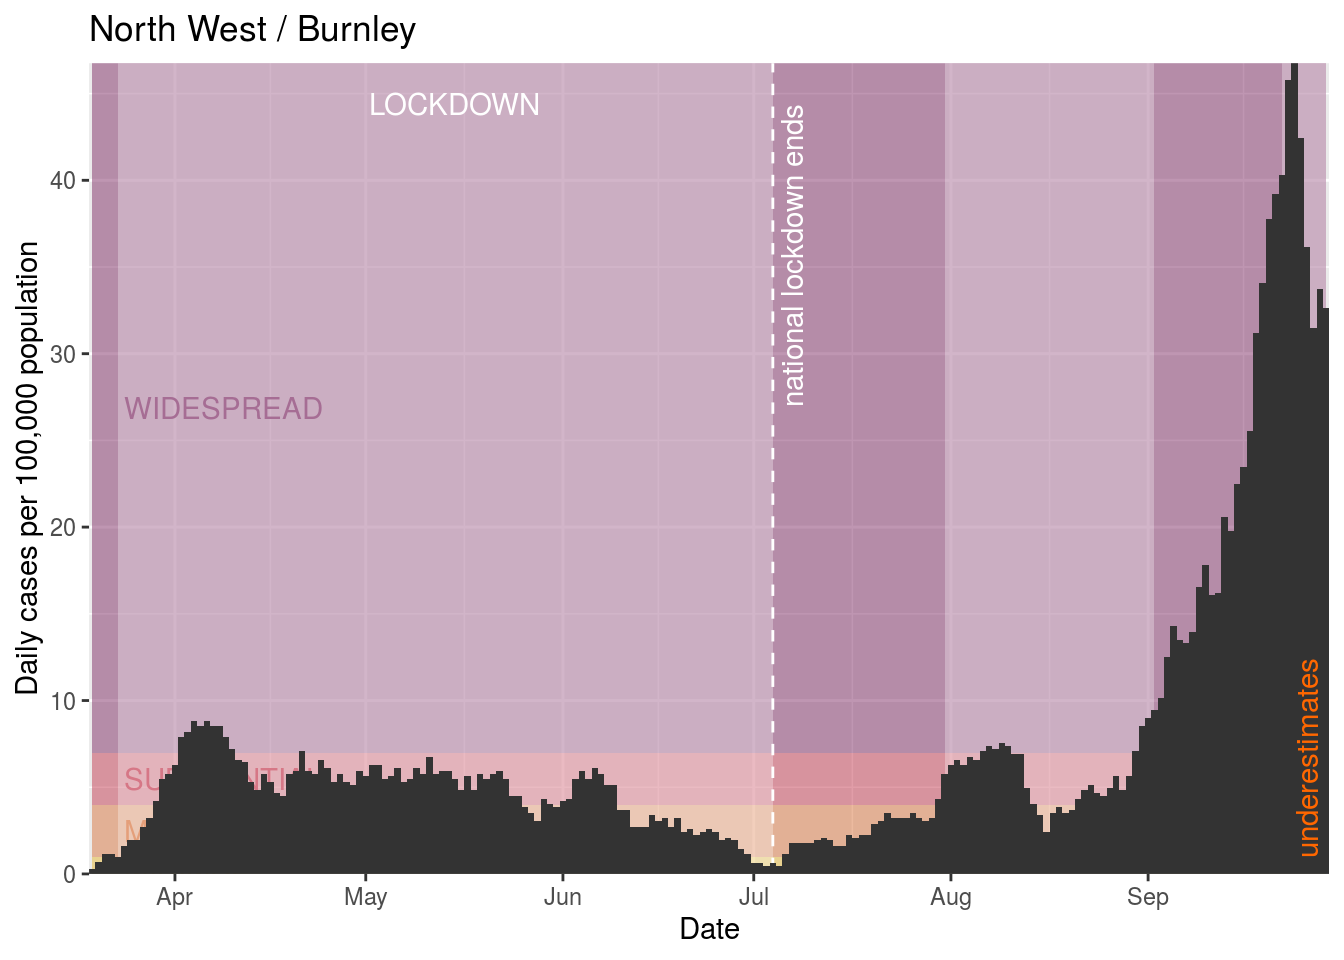 North West / Burnley
LOCKDOWN
national lockdown ends
WIDESPREAD
underestimates
Daily cases per 100,000 population
40
30
20
10
0
Apr
May
Jun
Jul
Aug
Sep
Date